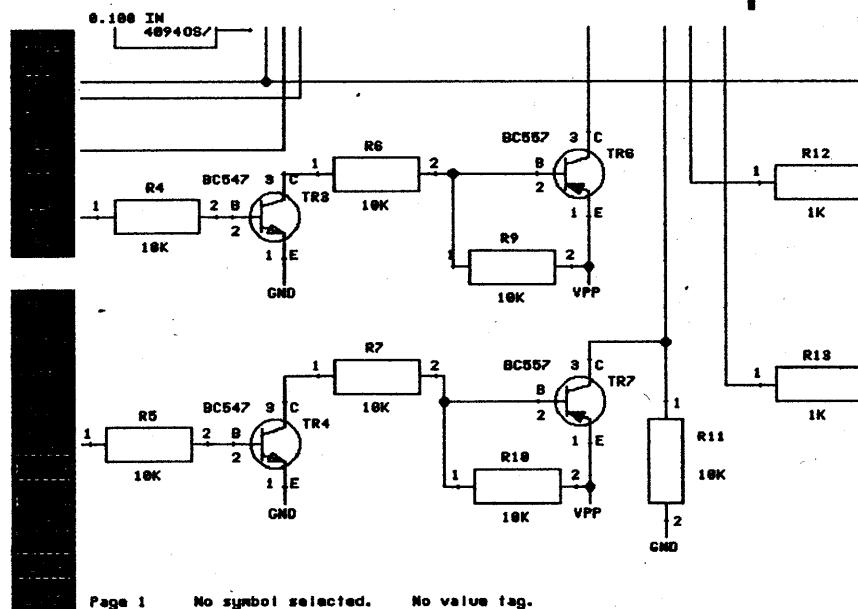 0.100 IN
4094OS/
R6
BC557
3 C
TR6
R12
1
2
B
2
1
10K
1K
1 E
BC547
3 C
TR3
R4
1
2 B
2
10K
1 E
GND
R9
1
2
10K
VPP
R7
BC557
3 C
TR7
R13
1
2
B
2
1
10K
1K
1 E
BC547
3 C
TR4
R5
1
2 B
2
10K
1 E
GND
R10
1
2
10K
VPP
1
R11
10K
2
GND
Page 1 No symbol selected. No value tag.